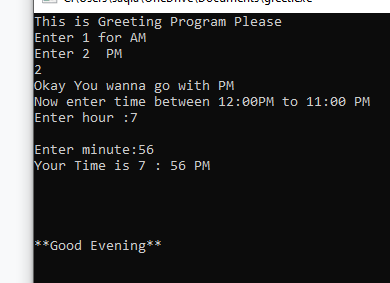 This is Greeting Program Please
Enter 1 for AM
Enter 2  PM
2
Okay You wanna go with PM
Now enter time between 12:00PM to 11:00 PM
Enter hour :7
Enter minute:56
Your Time is 7 : 56 PM
**Good Evening**